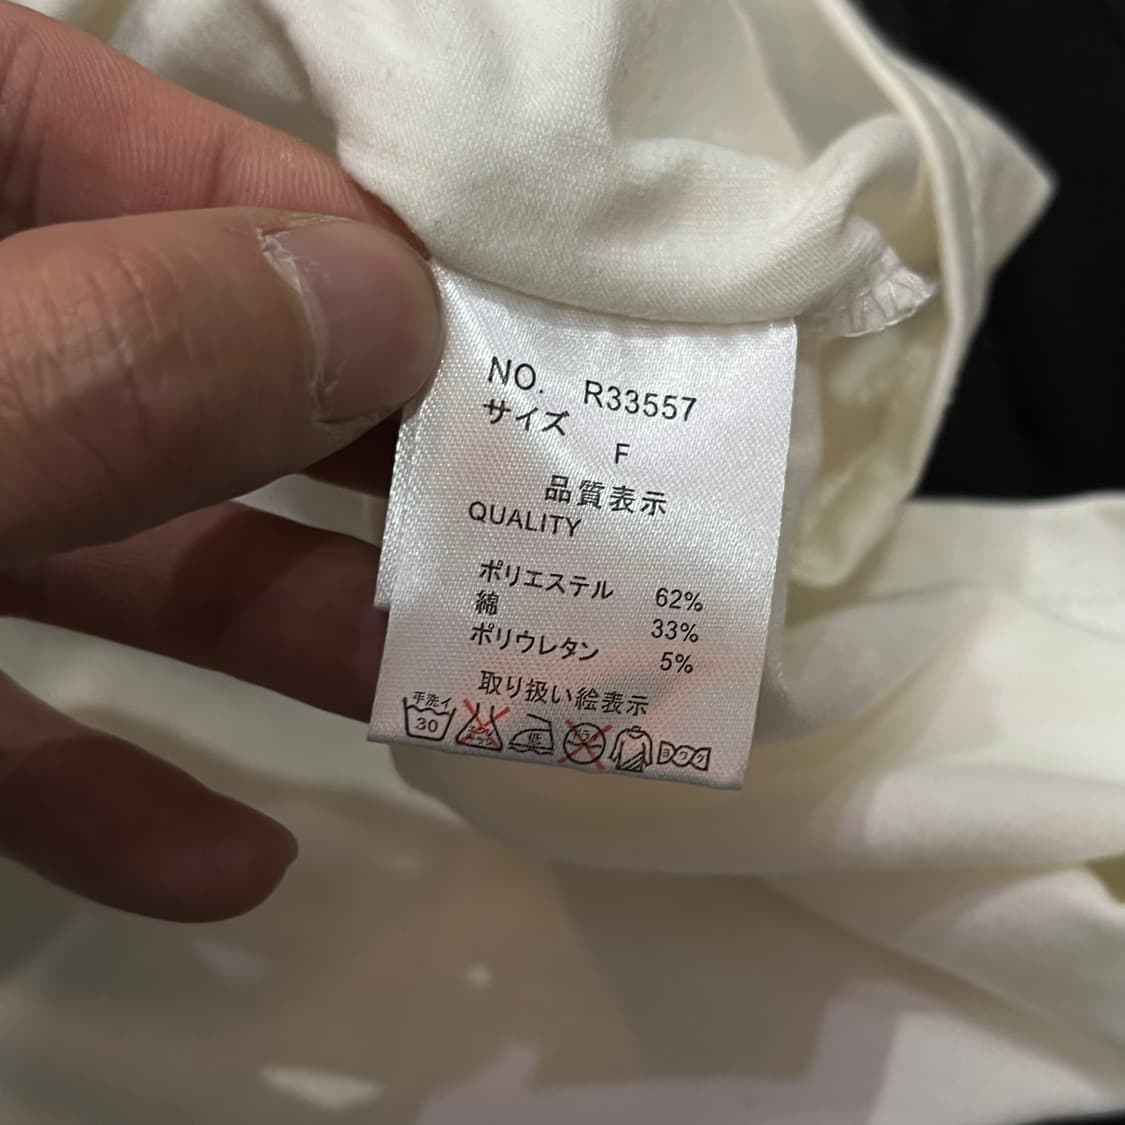 NO. R33557
サイズ F
品質表示
QUALITY
ポリエステル 62%
綿 33%
ポリウレタン 5%
取り扱い絵表示
手洗イ
30
低